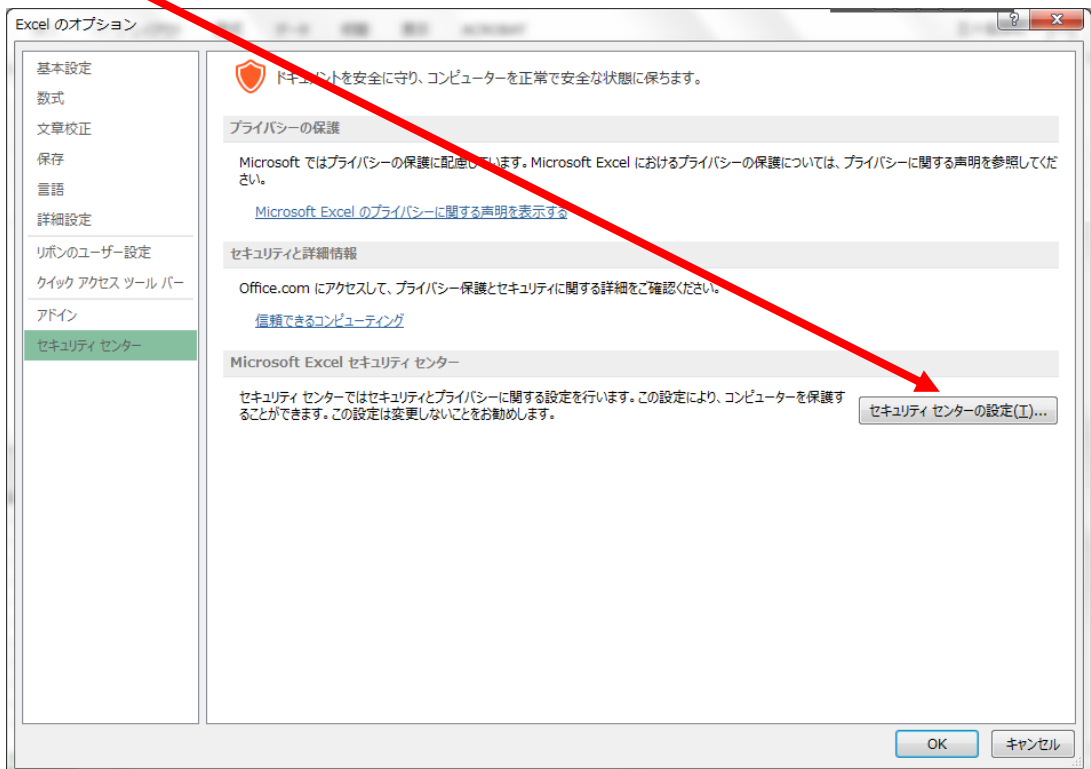 Excel のオプション
基本設定
数式
文章校正
保存
言語
詳細設定
リボンのユーザー設定
クイック アクセス ツール バー
アドイン
セキュリティ センター
ドキュメントを安全に守り、コンピューターを正常で安全な状態に保ちます。
プライバシーの保護
Microsoft ではプライバシーの保護に配慮しています。Microsoft Excel におけるプライバシーの保護については、プライバシーに関する声明を参照してくだ
さい。
Microsoft Excel のプライバシーに関する声明を表示する
セキュリティと詳細情報
Office.com にアクセスして、プライバシー保護とセキュリティに関する詳細をご確認ください。
信頼できるコンピューティング
Microsoft Excel セキュリティ センター
セキュリティ センターではセキュリティとプライバシーに関する設定を行います。この設定により、コンピューターを保護す
ることができます。この設定は変更しないことをお勧めします。
セキュリティ センターの設定(T)...
OK
キャンセル